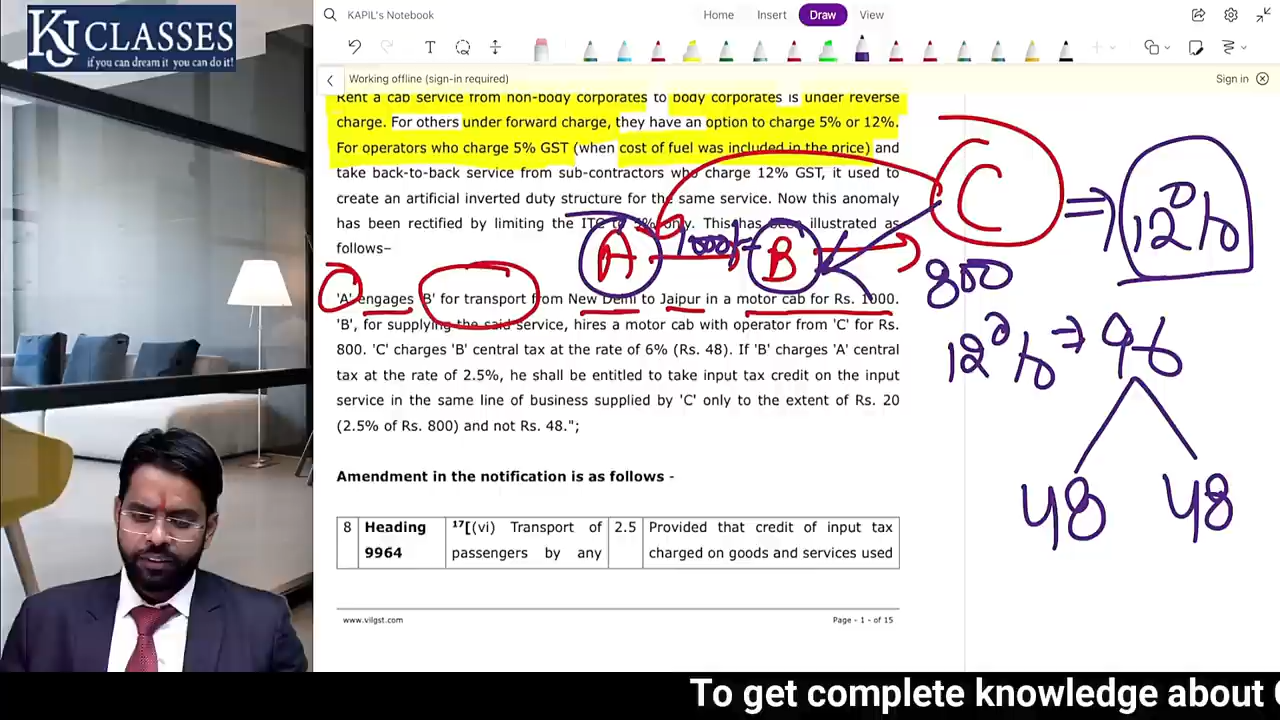 KJ CLASSES
if you can dream it you can do it!
KAPIL's Notebook
Home Insert Draw View
Working offline (sign-in required)
Sign in
Rent a cab service from non-body corporates to body corporates is under reverse
charge. For others under forward charge, they have an option to charge 5% or 12%.
For operators who charge 5% GST (when cost of fuel was included in the price) and
take back-to-back service from sub-contractors who charge 12% GST, it used to
create an artificial inverted duty structure for the same service. Now this anomaly
has been rectified by limiting the ITC to 5% only. This has been illustrated as
follows–
'A' engages 'B' for transport from New Delhi to Jaipur in a motor cab for Rs. 1000.
'B', for supplying the said service, hires a motor cab with operator from 'C' for Rs.
800. 'C' charges 'B' central tax at the rate of 6% (Rs. 48). If 'B' charges 'A' central
tax at the rate of 2.5%, he shall be entitled to take input tax credit on the input
service in the same line of business supplied by 'C' only to the extent of Rs. 20
(2.5% of Rs. 800) and not Rs. 48.";
Amendment in the notification is as follows -
8 Heading 17[(vi) Transport of 2.5 Provided that credit of input tax
9964 passengers by any charged on goods and services used
www.vilgst.com Page - 1 - of 15
A 1000/= B C ⇒ 12%
800
12% ⇒ 96
48 48
To get complete knowledge about